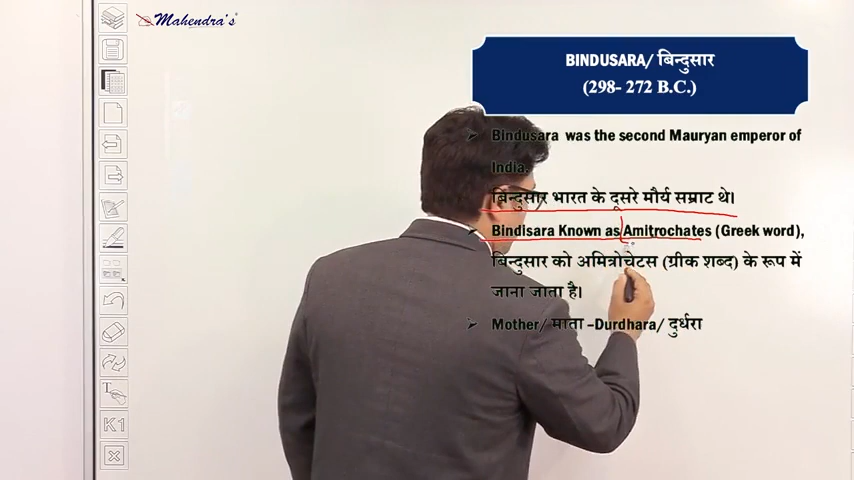 Mahendra's
BINDUSARA/ बिन्दुसार
(298- 272 B.C.)
Bindusara was the second Mauryan emperor of
India.
बिन्दुसार भारत के दूसरे मौर्य सम्राट थे।
Bindisara Known as Amitrochates (Greek word),
बिन्दुसार को अमित्रोचेटस (ग्रीक शब्द) के रूप में
जाना जाता है।
Mother/ माता –Durdhara/ दुर्धरा
K1